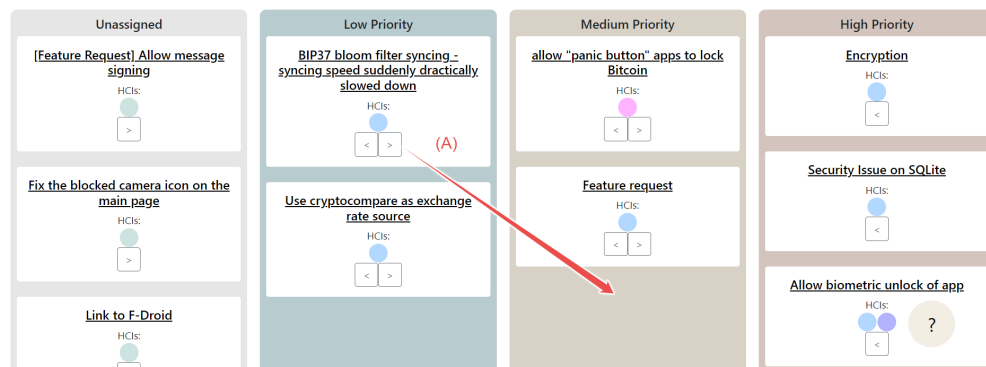 Unassigned
[Feature Request] Allow message
signing
HCIs:
>
Fix the blocked camera icon on the
main page
HCIs:
>
Link to F-Droid
HCIs:
Low Priority
BIP37 bloom filter syncing -
syncing speed suddenly dractically
slowed down
HCIs:
< >
(A)
Use cryptocompare as exchange
rate source
HCIs:
< >
Medium Priority
allow "panic button" apps to lock
Bitcoin
HCIs:
< >
Feature request
HCIs:
< >
High Priority
Encryption
HCIs:
<
Security Issue on SQLite
HCIs:
<
Allow biometric unlock of app
HCIs:
?
<